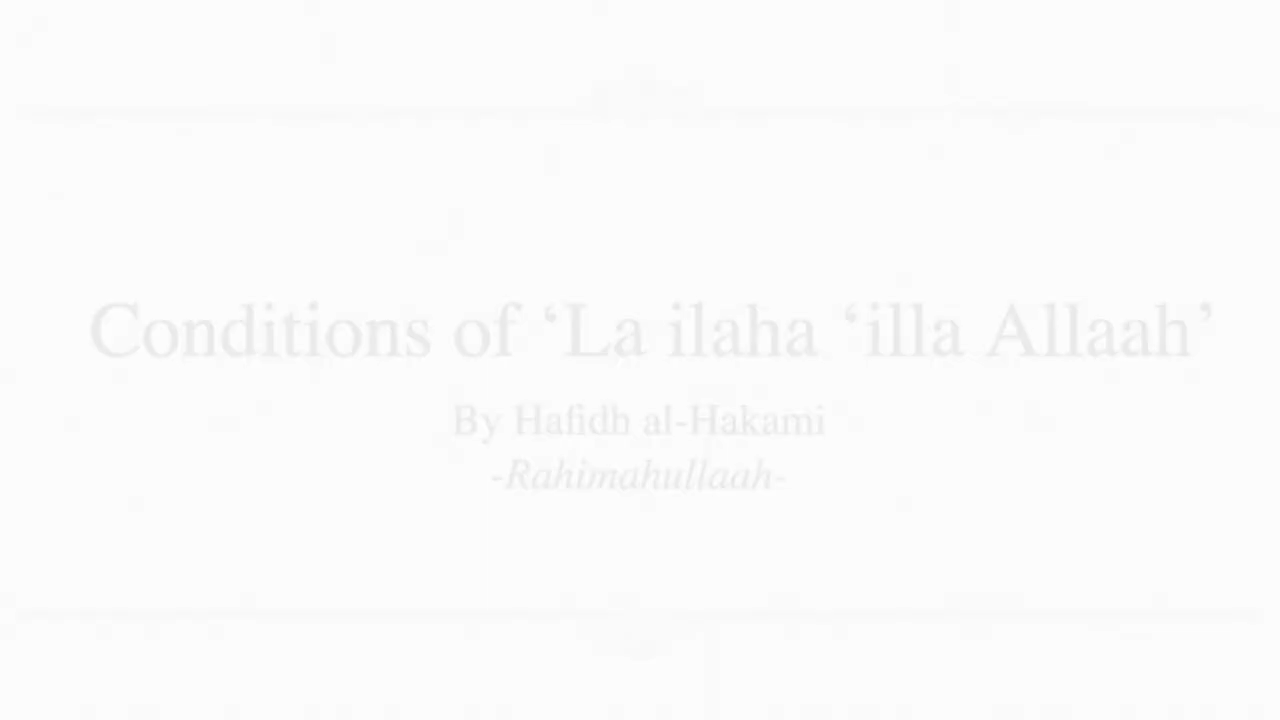 Conditions of ‘La ilaha ‘illa Allaah’
By Hafidh al-Hakami
-Rahimahullaah-